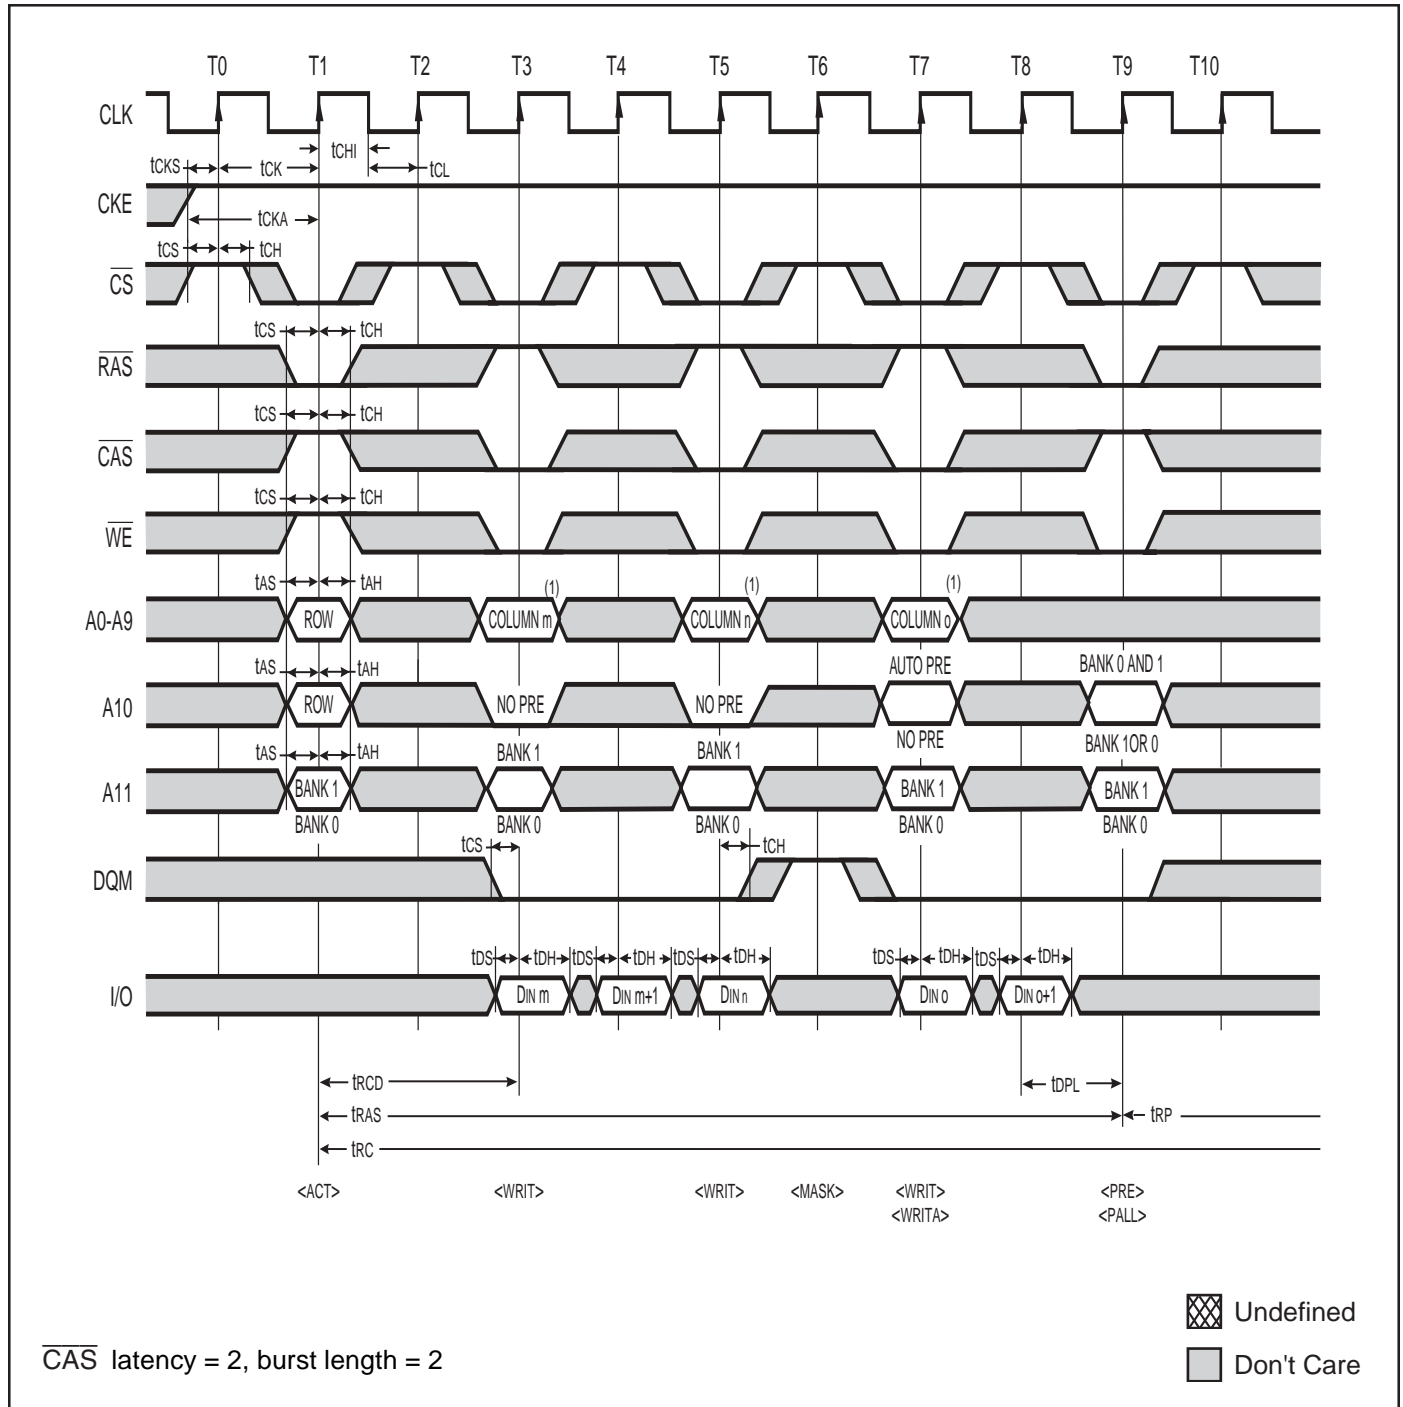 T0 T1 T2 T3 T4 T5 T6 T7 T8 T9 T10
CLK
tCHI
tCKS tCK tCL
CKE
tCKA
tCS tCH
CS
tCS tCH
RAS
tCS tCH
CAS
tCS tCH
WE
tAS tAH (1) (1) (1)
A0-A9 ROW COLUMN m COLUMN n COLUMN o
tAS tAH AUTO PRE BANK 0 AND 1
A10 ROW NO PRE NO PRE
NO PRE BANK 1OR 0
tAS tAH BANK 1 BANK 1
A11 BANK 1 BANK 1 BANK 1
BANK 0 BANK 0 BANK 0 BANK 0 BANK 0
tCS tCH
DQM
tDS tDH tDS tDH tDS tDH tDS tDH tDS tDH
I/O DIN m DIN m+1 DIN n DIN o DIN o+1
tRCD tDPL
tRAS tRP
tRC
<ACT> <WRIT> <WRIT> <MASK> <WRIT> <PRE>
<WRITA> <PALL>
Undefined
CAS latency = 2, burst length = 2 Don't Care